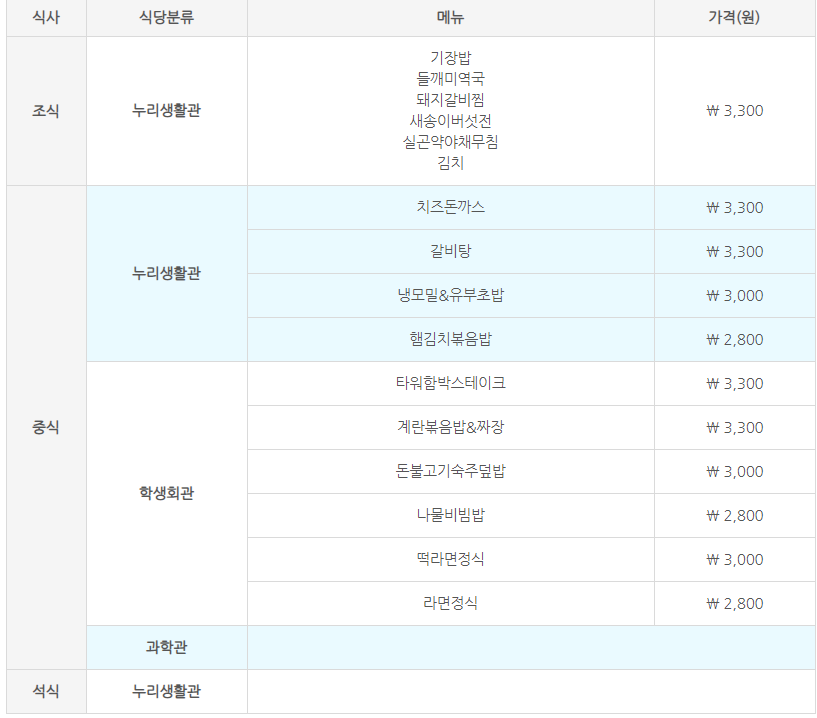 식사 식당분류 메뉴 가격(원)
조식 누리생활관 기장밥
들깨미역국
돼지갈비찜
새송이버섯전
실곤약야채무침
김치
₩ 3,300
중식 누리생활관 치즈돈까스 ₩ 3,300
갈비탕 ₩ 3,300
냉모밀&유부초밥 ₩ 3,000
햄김치볶음밥 ₩ 2,800
학생회관 타워함박스테이크 ₩ 3,300
계란볶음밥&짜장 ₩ 3,300
돈불고기숙주덮밥 ₩ 3,000
나물비빔밥 ₩ 2,800
떡라면정식 ₩ 3,000
라면정식 ₩ 2,800
과학관
석식 누리생활관